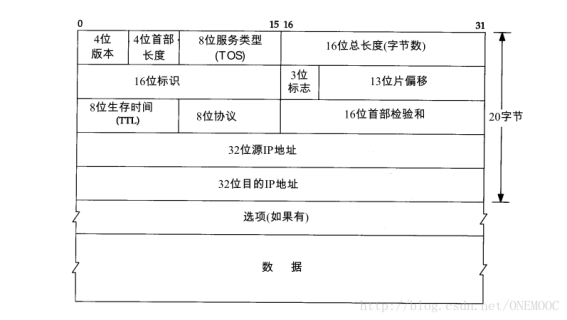 0 15 16 31
4位版本 4位首部长度 8位服务类型(TOS) 16位总长度(字节数)
16位标识 3位标志 13位片偏移
8位生存时间(TTL) 8位协议 16位首部检验和
20字节
32位源IP地址
32位目的IP地址
选项(如果有)
数 据
http://blog.csdn.net/ONEMOOC